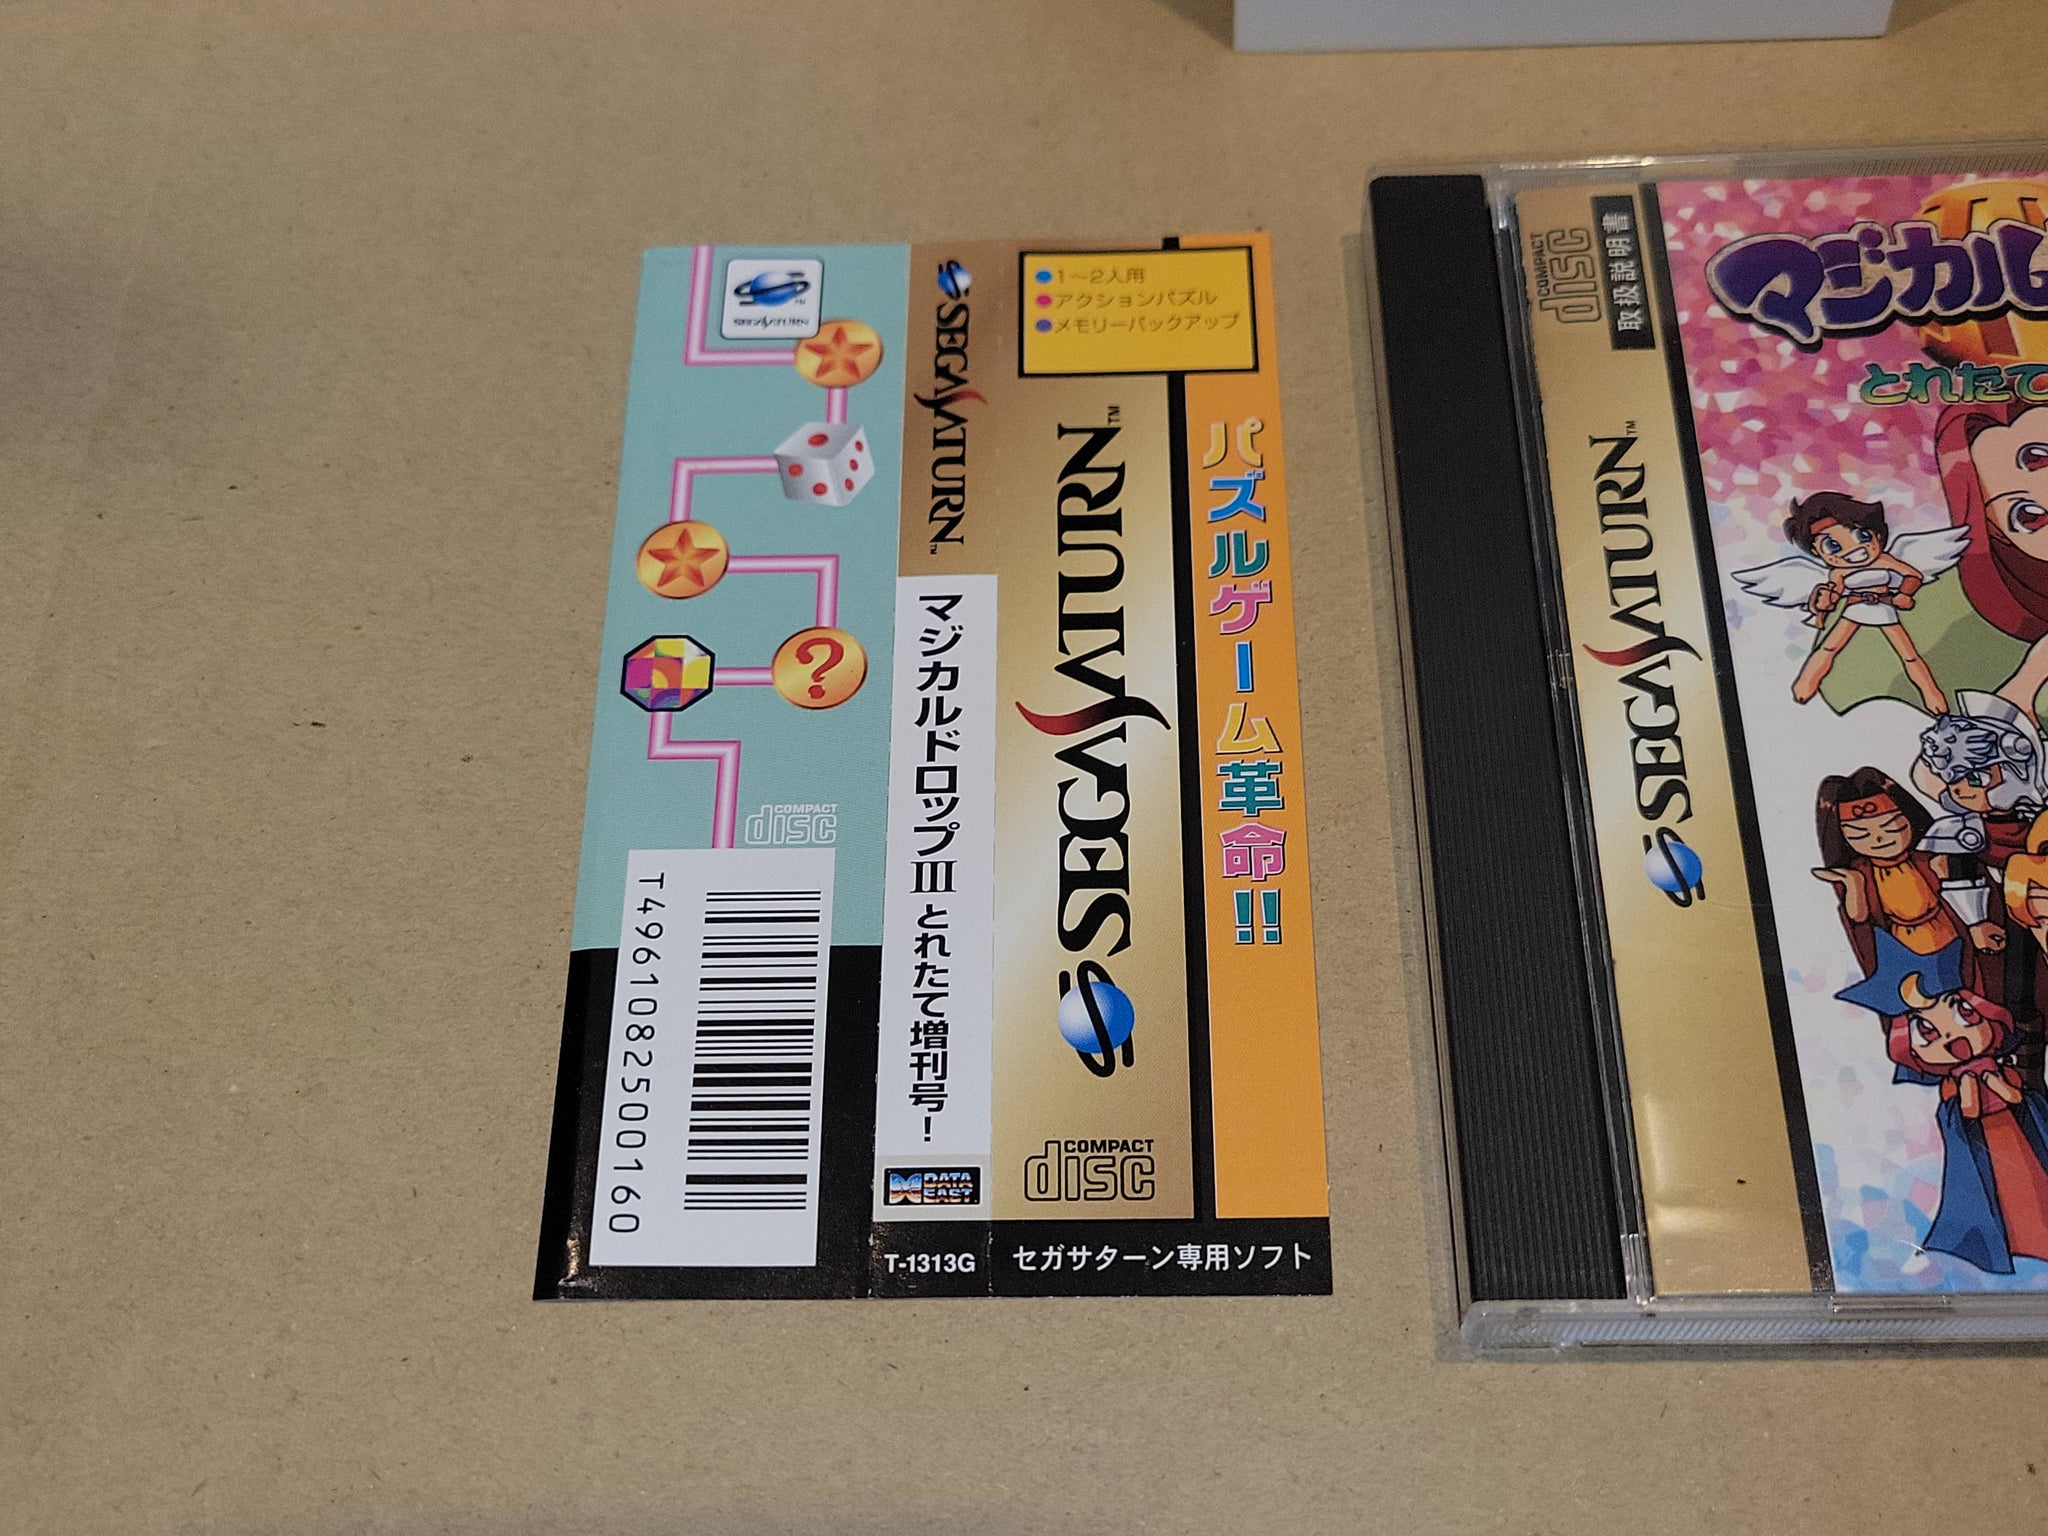 SEGA SATURN
COMPACT
disc
T4961082500160
SEGA SATURN™
マジカルドロップIII とれたて増刊号！
DATA EAST
T-1313G
●1〜2人用
●アクションパズル
●メモリーバックアップ
SEGA SATURN™
COMPACT
disc
パズルゲーム革命!!
セガサターン専用ソフト
COMPACT
disc
取扱説明書
SEGA SATURN™
マジカル
とれたて